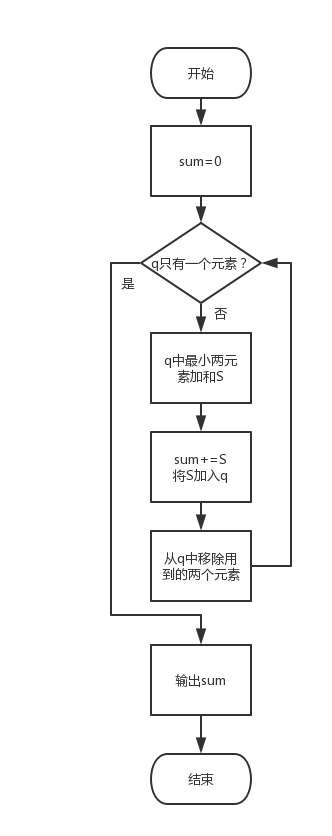 开始
sum=0
q只有一个元素？
是
否
q中最小两元
素加和S
sum+=S
将S加入q
从q中移除用
到的两个元素
输出sum
结束